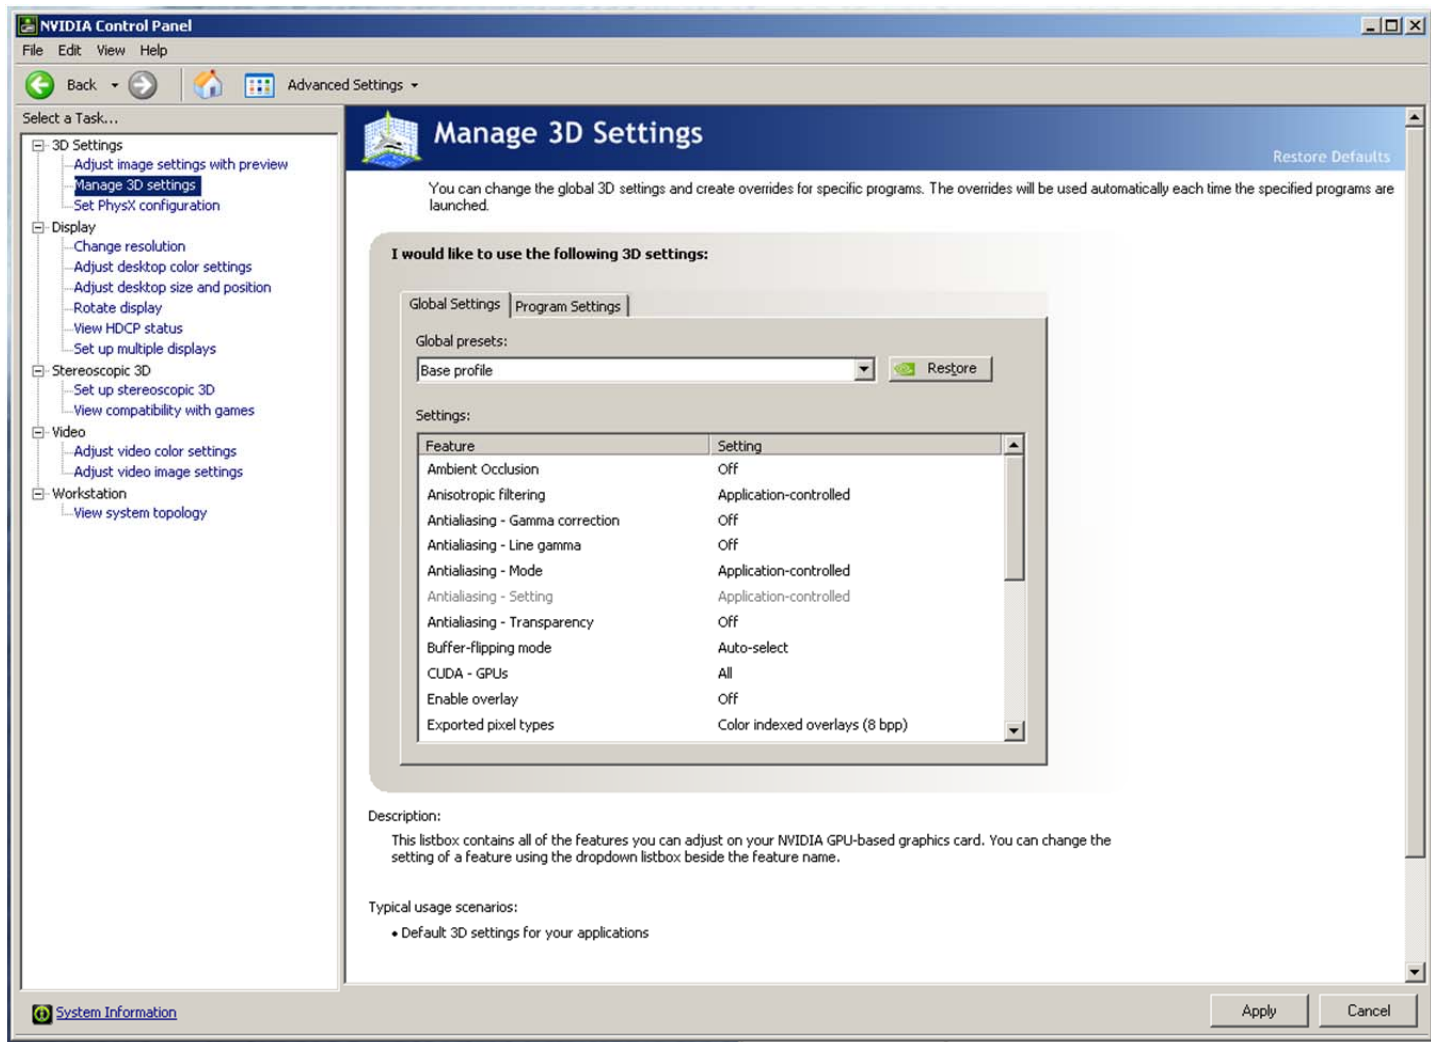 NVIDIA Control Panel
File Edit View Help
Back Advanced Settings
Select a Task...
3D Settings
Adjust image settings with preview
Manage 3D settings
Set PhysX configuration
Display
Change resolution
Adjust desktop color settings
Adjust desktop size and position
Rotate display
View HDCP status
Set up multiple displays
Stereoscopic 3D
Set up stereoscopic 3D
View compatibility with games
Video
Adjust video color settings
Adjust video image settings
Workstation
View system topology
Manage 3D Settings
Restore Defaults
You can change the global 3D settings and create overrides for specific programs. The overrides will be used automatically each time the specified programs are
launched.
I would like to use the following 3D settings:
Global Settings Program Settings
Global presets:
Base profile Restore
Settings:
Feature Setting
Ambient Occlusion Off
Anisotropic filtering Application-controlled
Antialiasing - Gamma correction Off
Antialiasing - Line gamma Off
Antialiasing - Mode Application-controlled
Antialiasing - Setting Application-controlled
Antialiasing - Transparency Off
Buffer-flipping mode Auto-select
CUDA - GPUs All
Enable overlay Off
Exported pixel types Color indexed overlays (8 bpp)
Description:
This listbox contains all of the features you can adjust on your NVIDIA GPU-based graphics card. You can change the
setting of a feature using the dropdown listbox beside the feature name.
Typical usage scenarios:
• Default 3D settings for your applications
System Information Apply Cancel